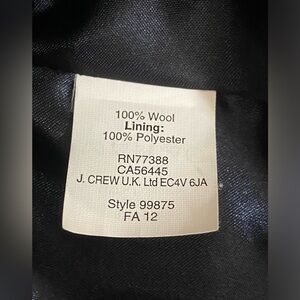 100% Wool
Lining:
100% Polyester
RN77388
CA56445
J. CREW U.K. Ltd EC4V 6JA
Style 99875
FA 12